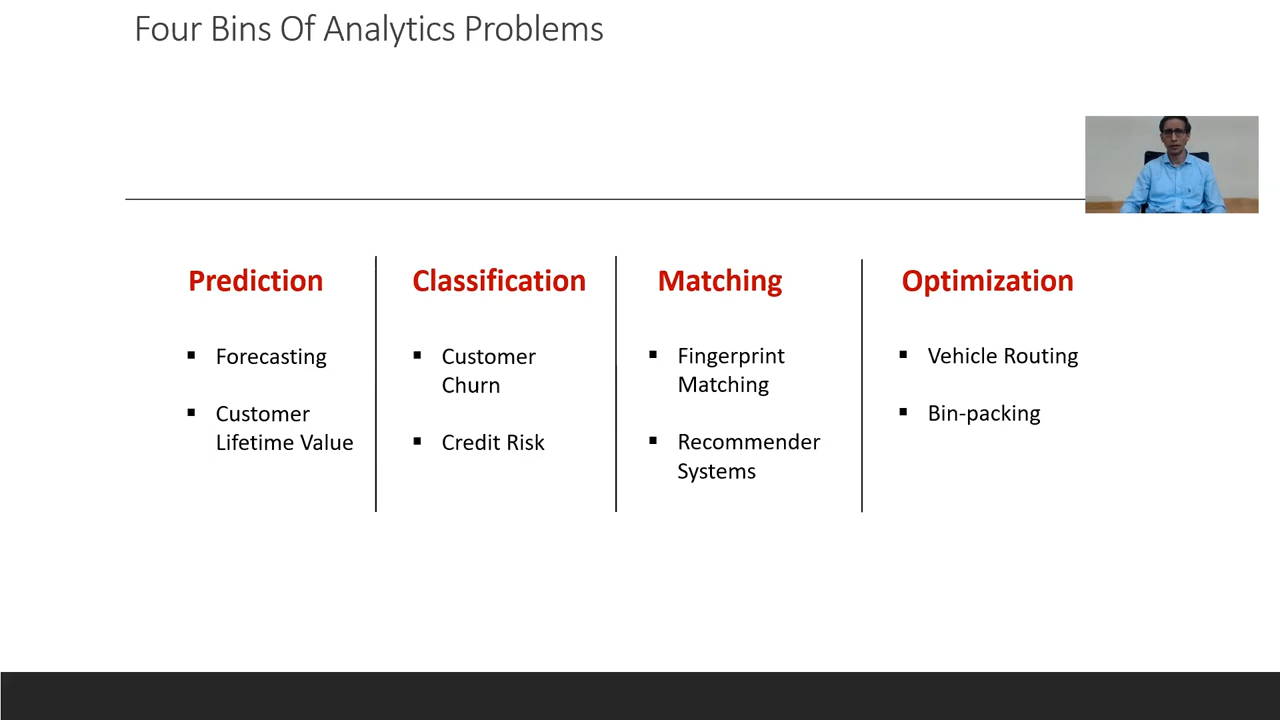 Four Bins Of Analytics Problems
Prediction
Forecasting
Customer
Lifetime Value
Classification
Customer
Churn
Credit Risk
Matching
Fingerprint
Matching
Recommender
Systems
Optimization
Vehicle Routing
Bin-packing